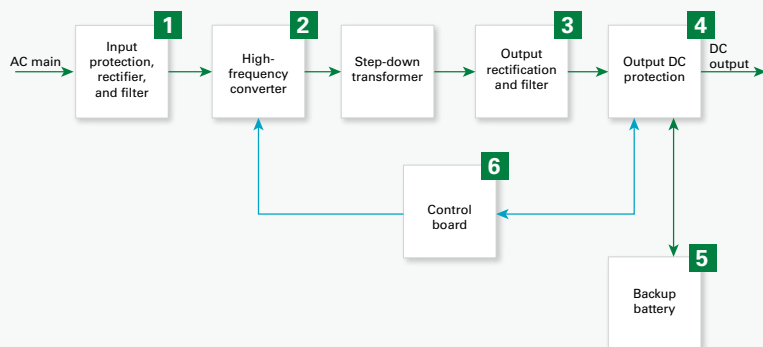 1
2
3
4
AC main
Input
protection,
rectifier,
and filter
High-
frequency
converter
Step-down
transformer
Output
rectification
and filter
Output DC
protection
DC
output
6
Control
board
5
Backup
battery